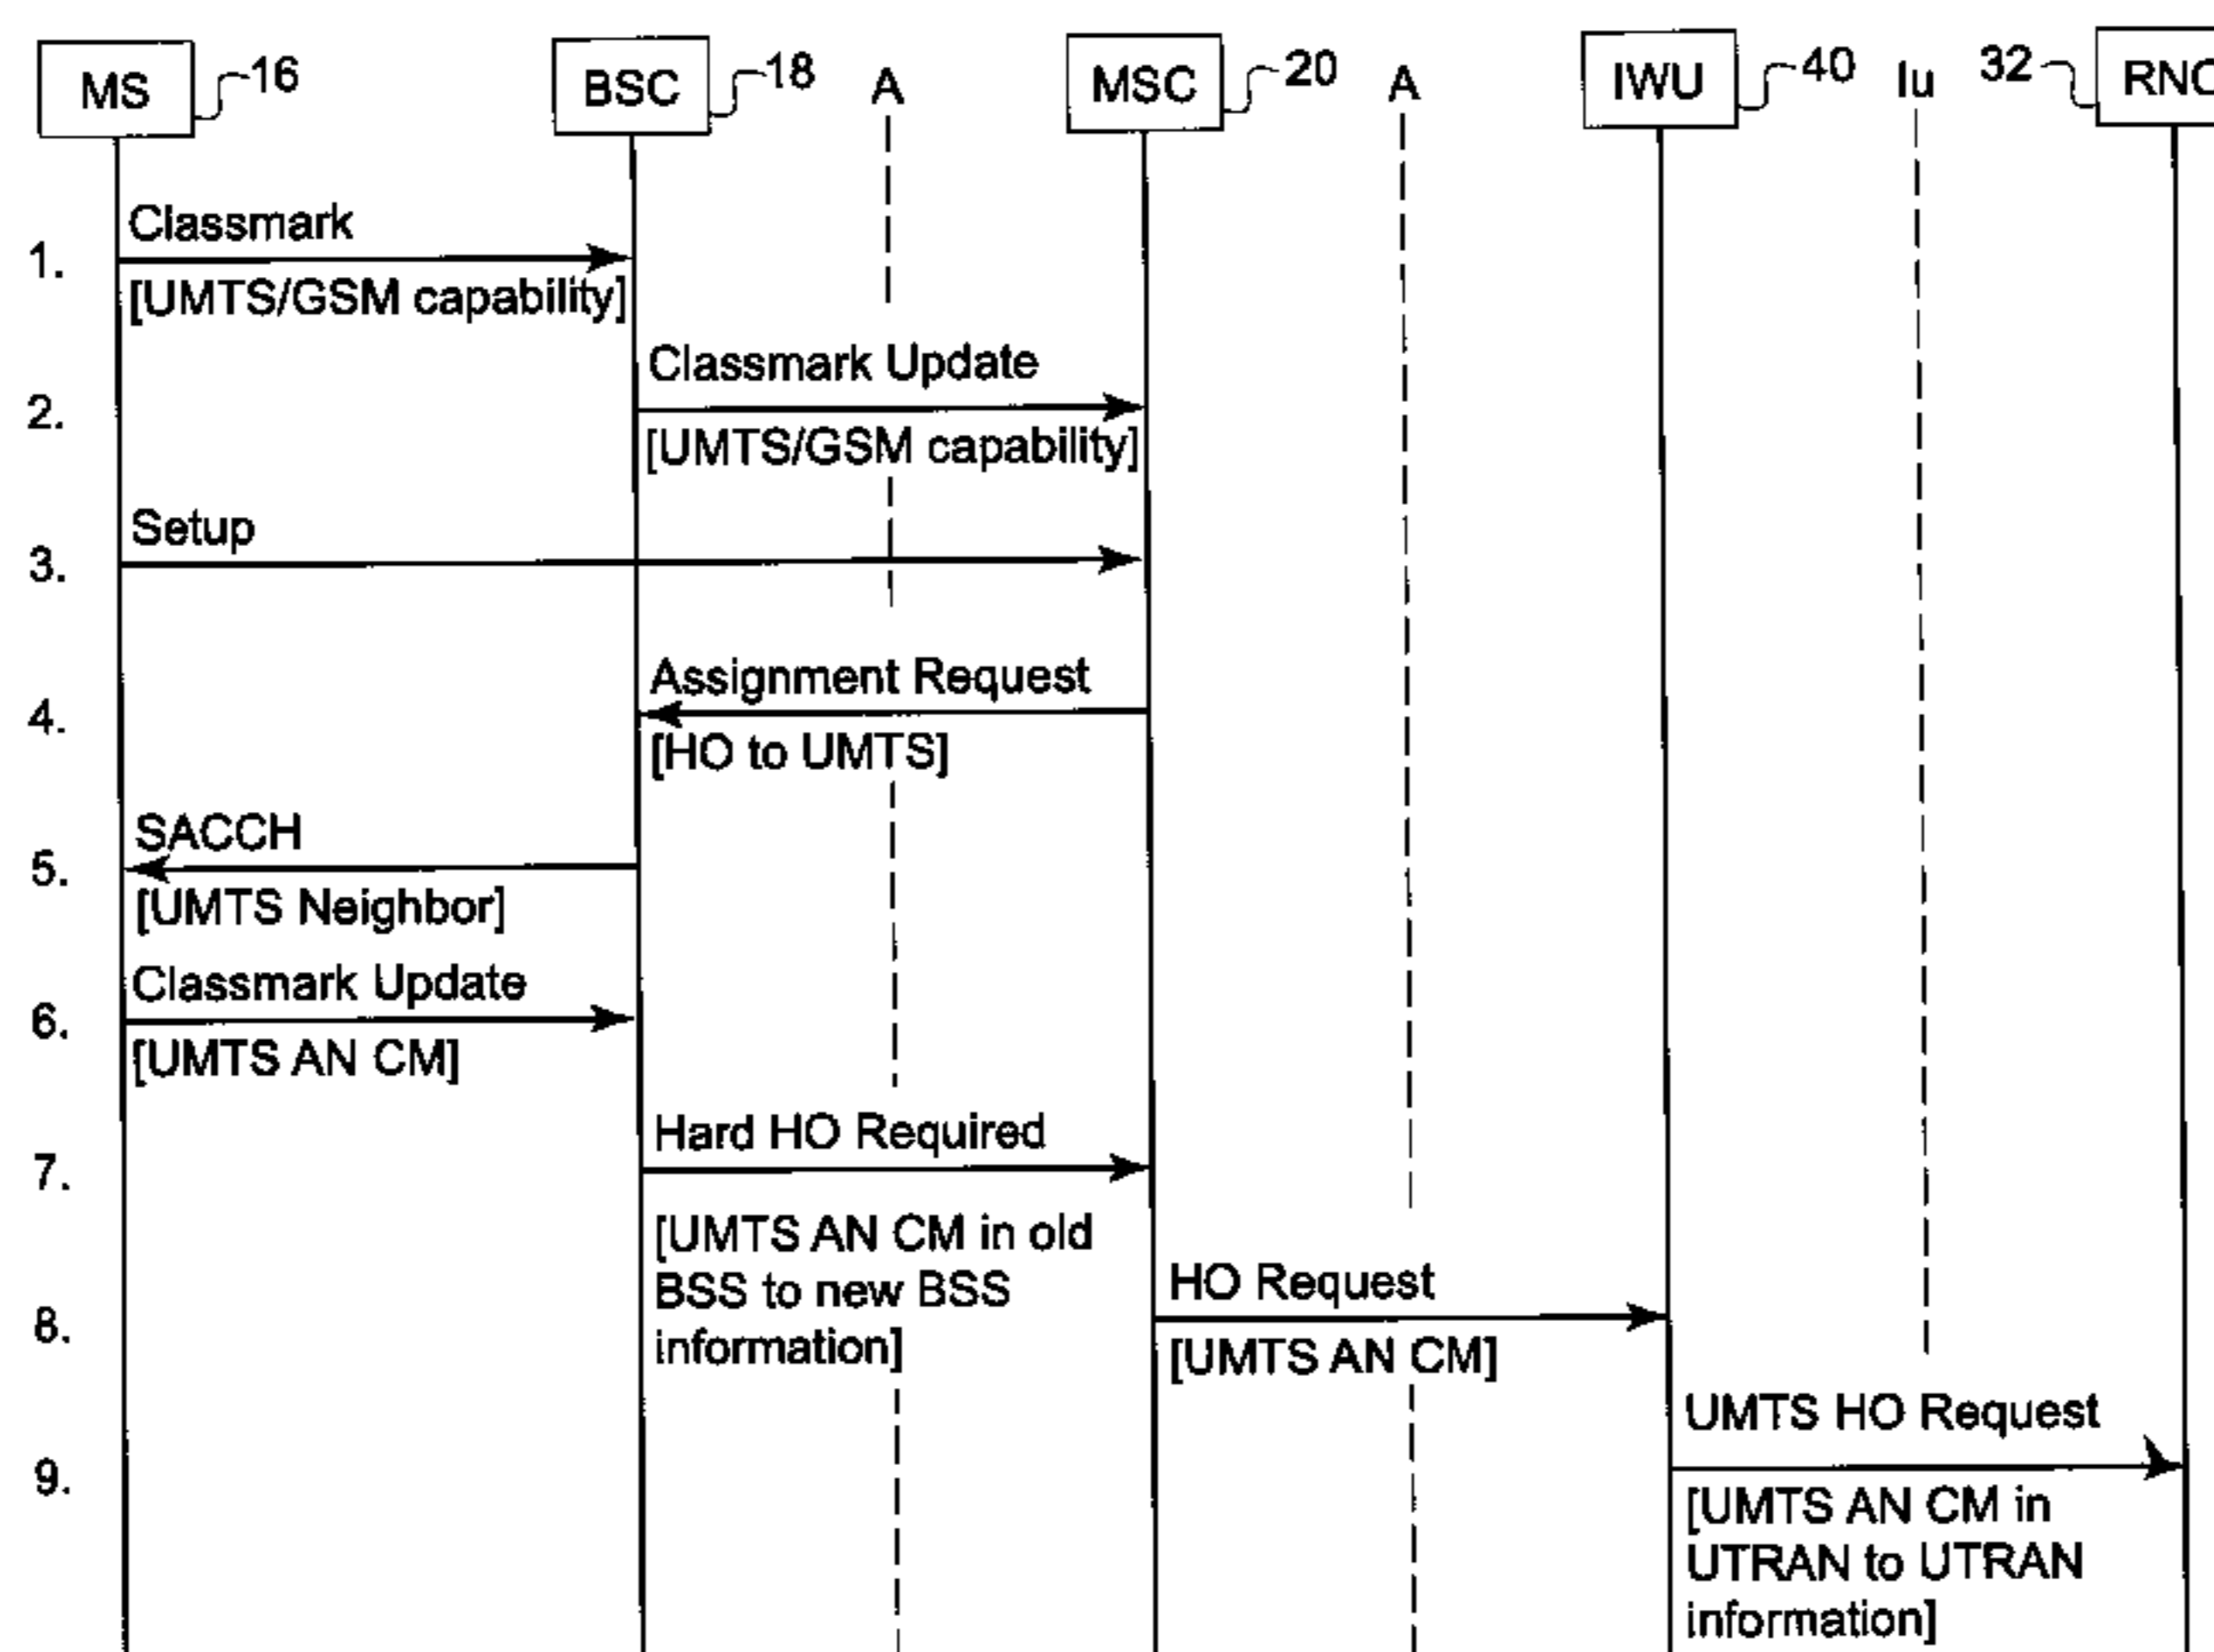 MS 16 BSC 18 A MSC 20 A IWU 40 Iu 32 RNC
Classmark
1.
[UMTS/GSM capability]
Classmark Update
2.
[UMTS/GSM capability]
Setup
3.
Assignment Request
4.
[HO to UMTS]
SACCH
5.
[UMTS Neighbor]
Classmark Update
6.
[UMTS AN CM]
Hard HO Required
7.
[UMTS AN CM in old
BSS to new BSS
information]
HO Request
8.
[UMTS AN CM]
UMTS HO Request
9.
[UMTS AN CM in
UTRAN to UTRAN
information]